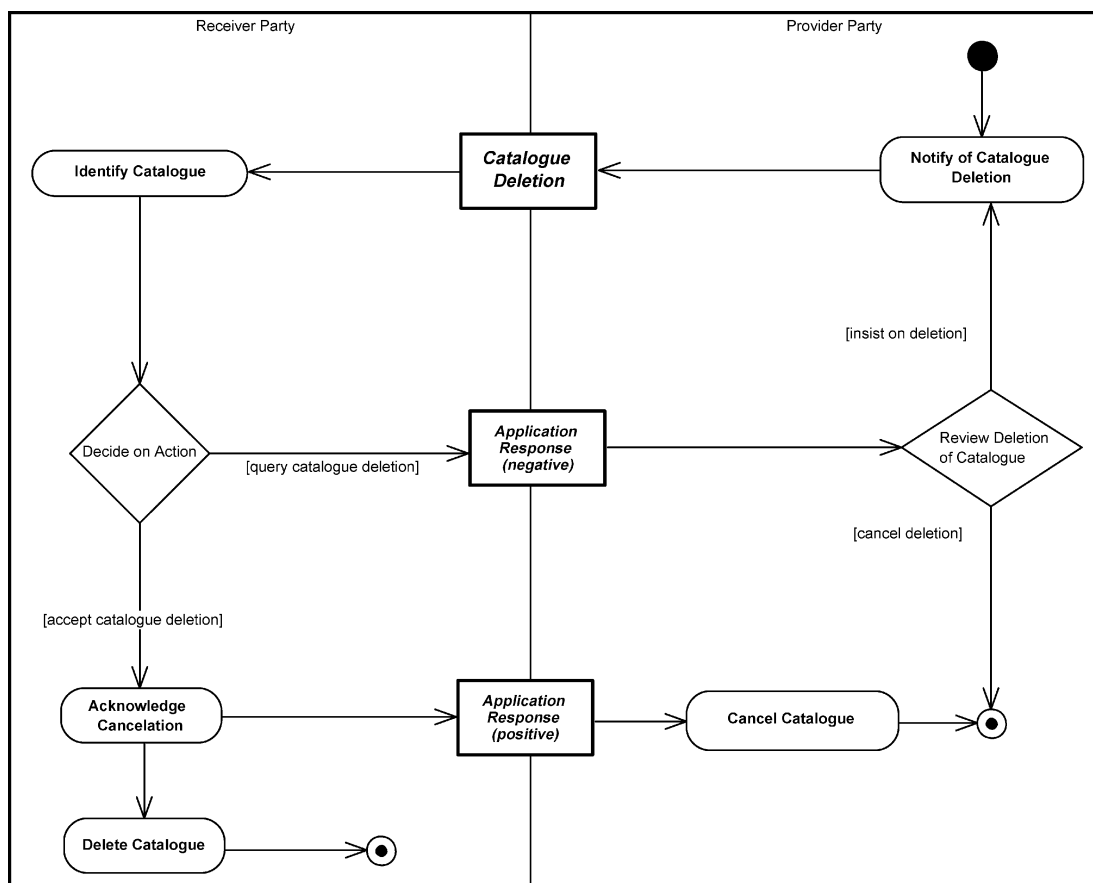 Receiver Party
Provider Party
Identify Catalogue
Catalogue
Deletion
Notify of Catalogue
Deletion
[insist on deletion]
Decide on Action
[query catalogue deletion]
Application
Response
(negative)
Review Deletion
of Catalogue
[cancel deletion]
[accept catalogue deletion]
Acknowledge
Cancelation
Application
Response
(positive)
Cancel Catalogue
Delete Catalogue